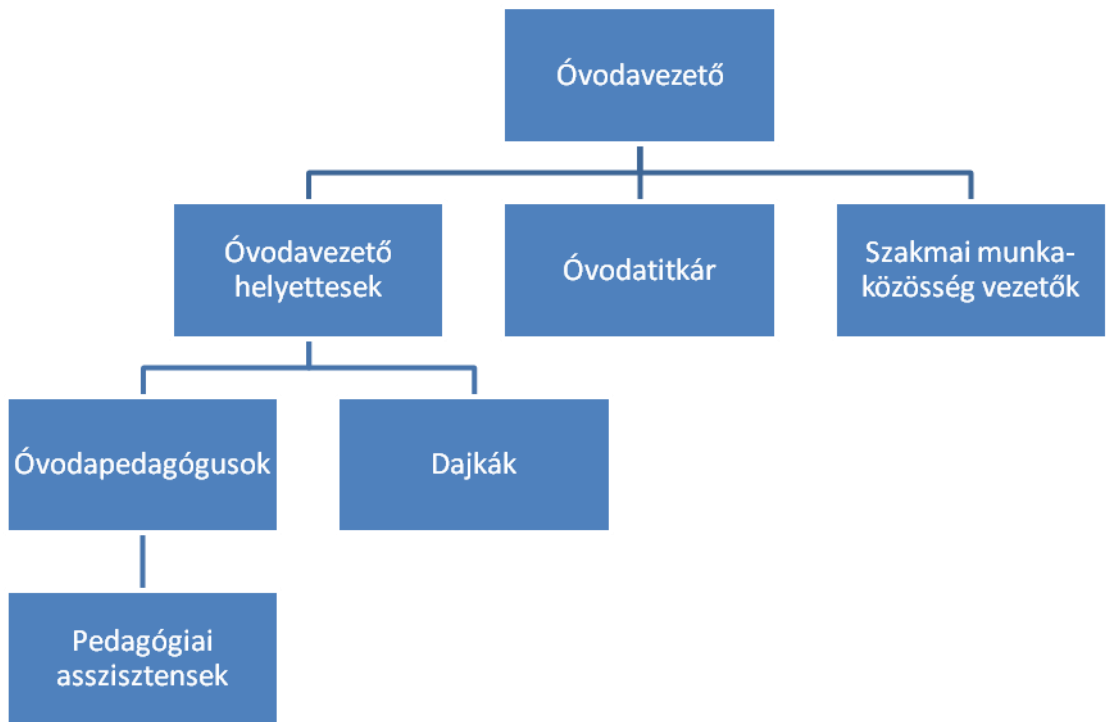 Óvodavezető
Óvodavezető
helyettesek
Óvodatitkár
Szakmai munka-
közösség vezetők
Óvodapedagógusok
Dajkák
Pedagógiai
asszisztensek